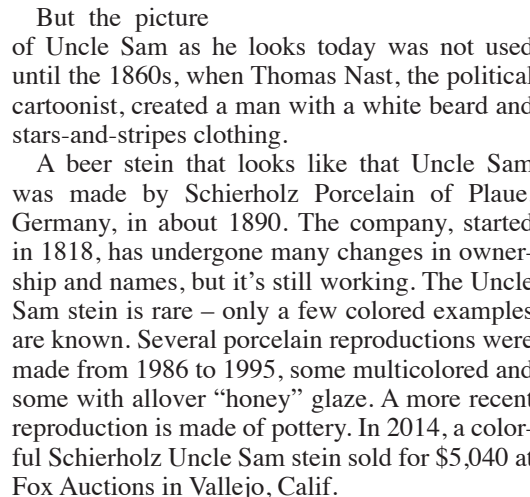 But the picture
of Uncle Sam as he looks today was not used
until the 1860s, when Thomas Nast, the political
cartoonist, created a man with a white beard and
stars-and-stripes clothing.
A beer stein that looks like that Uncle Sam
was made by Schierholz Porcelain of Plaue
Germany, in about 1890. The company, started
in 1818, has undergone many changes in owner-
ship and names, but it’s still working. The Uncle
Sam stein is rare – only a few colored examples
are known. Several porcelain reproductions were
made from 1986 to 1995, some multicolored and
some with allover “honey” glaze. A more recent
reproduction is made of pottery. In 2014, a color-
ful Schierholz Uncle Sam stein sold for $5,040 at
Fox Auctions in Vallejo, Calif.